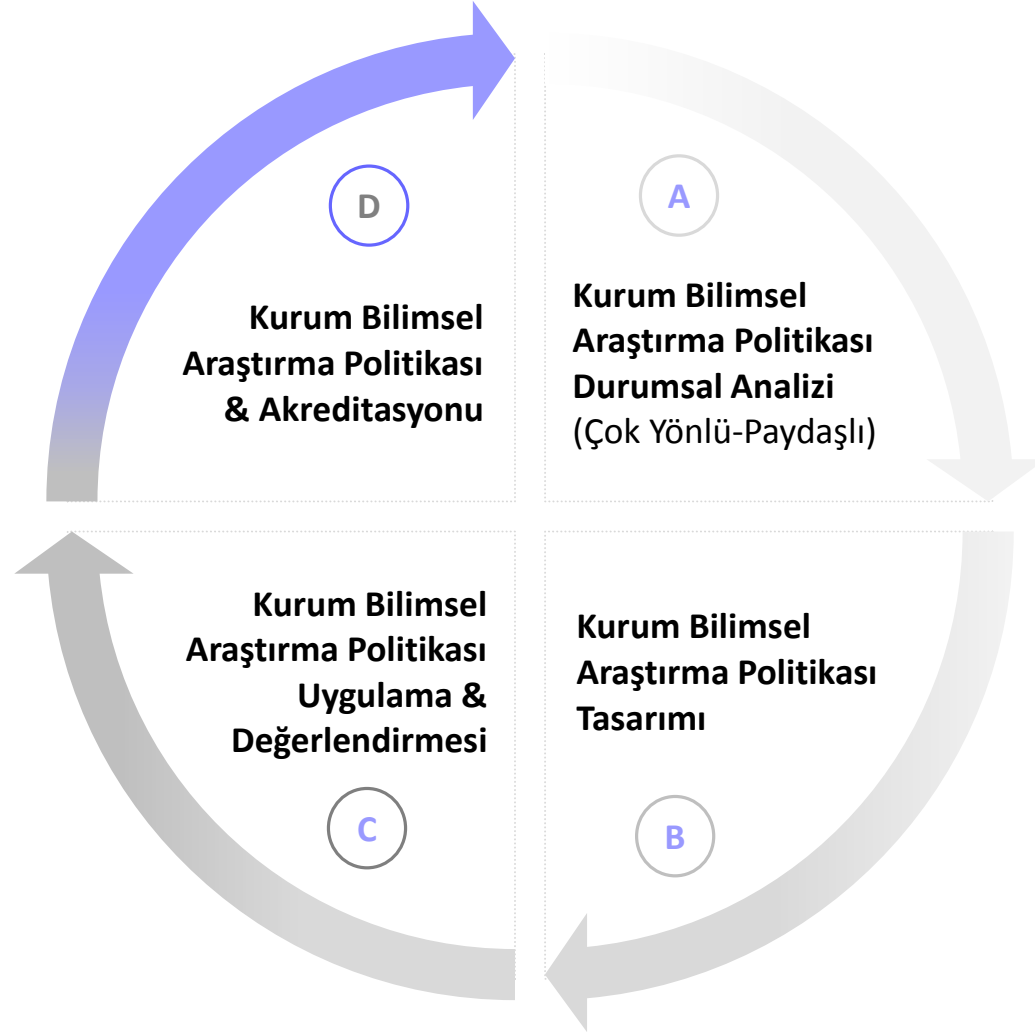 D
Kurum Bilimsel
Araştırma Politikası
& Akreditasyonu
A
Kurum Bilimsel
Araştırma Politikası
Durumsal Analizi
(Çok Yönlü-Paydaşlı)
Kurum Bilimsel
Araştırma Politikası
Uygulama &
Değerlendirmesi
C
Kurum Bilimsel
Araştırma Politikası
Tasarımı
B